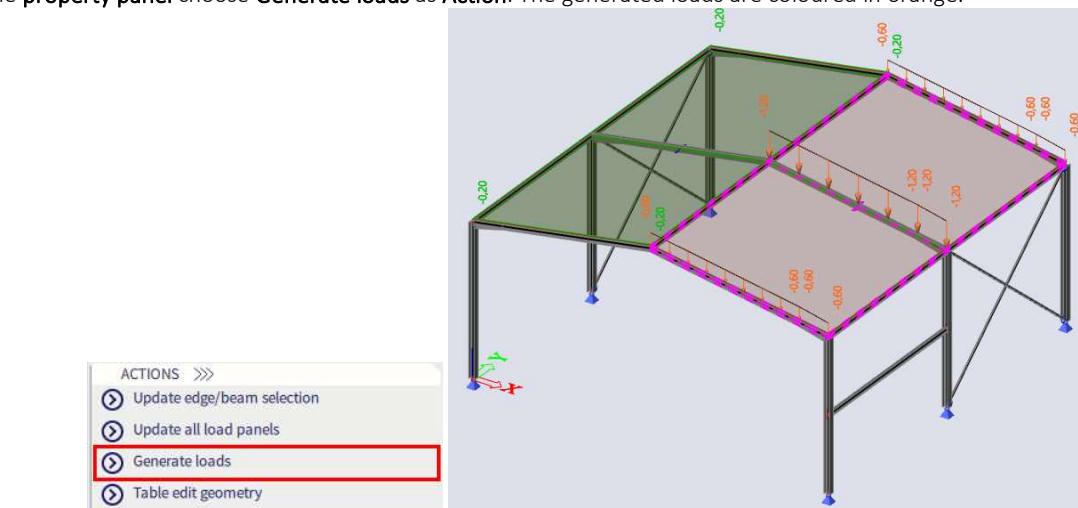 property panel choose Generate loads as Action. The generated loads are coloured in orange.
-0,20
-0,60
-0,20
-0,60
-0,60
-0,60
-1,20
-1,20
-1,20
-1,20
-0,20
-0,60
-0,20
-0,60
-0,60
-0,60
Y
X
ACTIONS >>>
Update edge/beam selection
Update all load panels
Generate loads
Table edit geometry